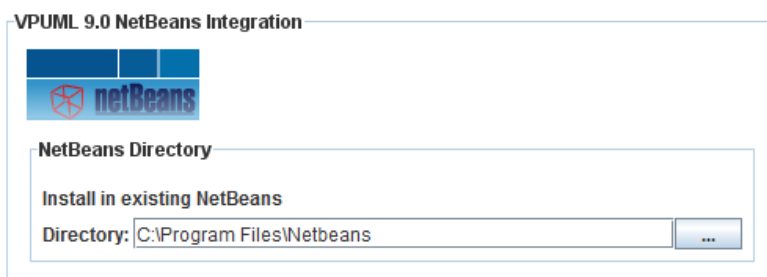 VPUML 9.0 NetBeans Integration
netBeans
NetBeans Directory
Install in existing NetBeans
Directory: C:\Program Files\Netbeans ...